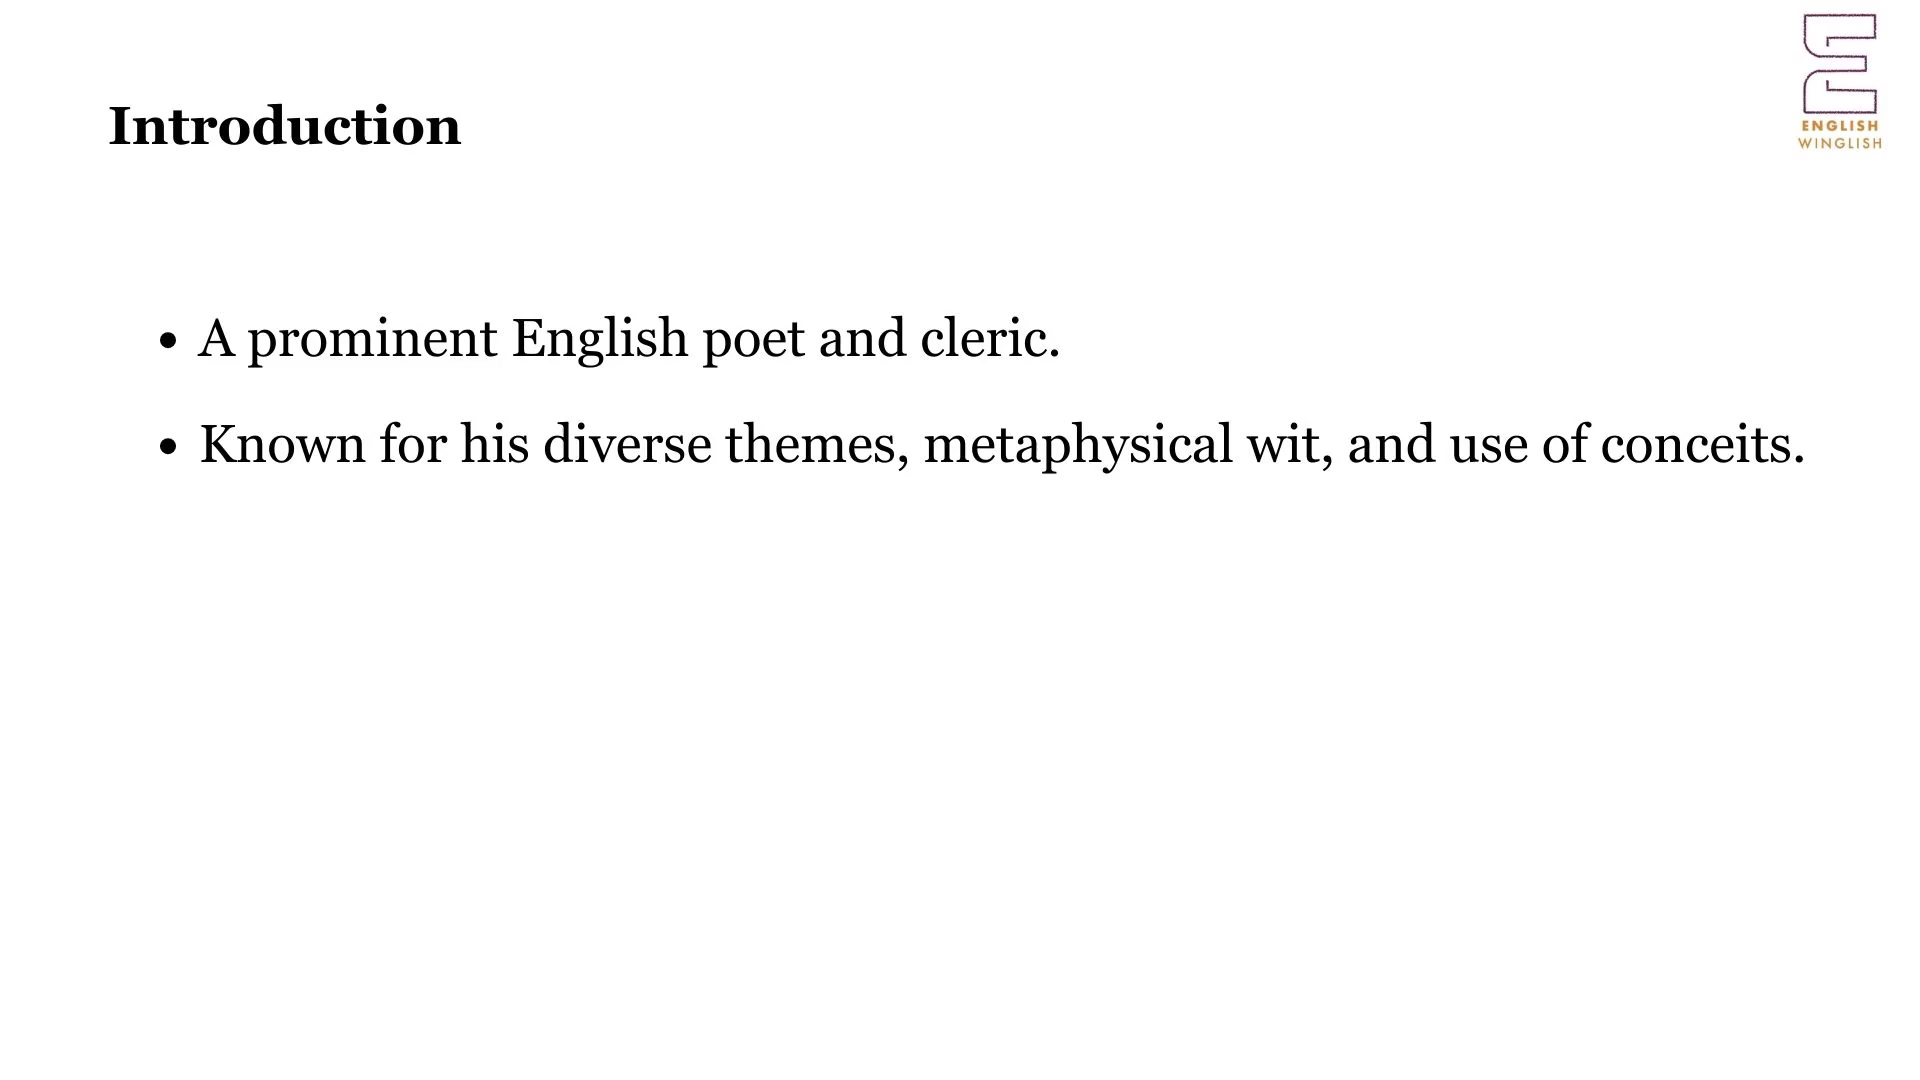 ENGLISH
WINGLISH
Introduction
• A prominent English poet and cleric.
• Known for his diverse themes, metaphysical wit, and use of conceits.